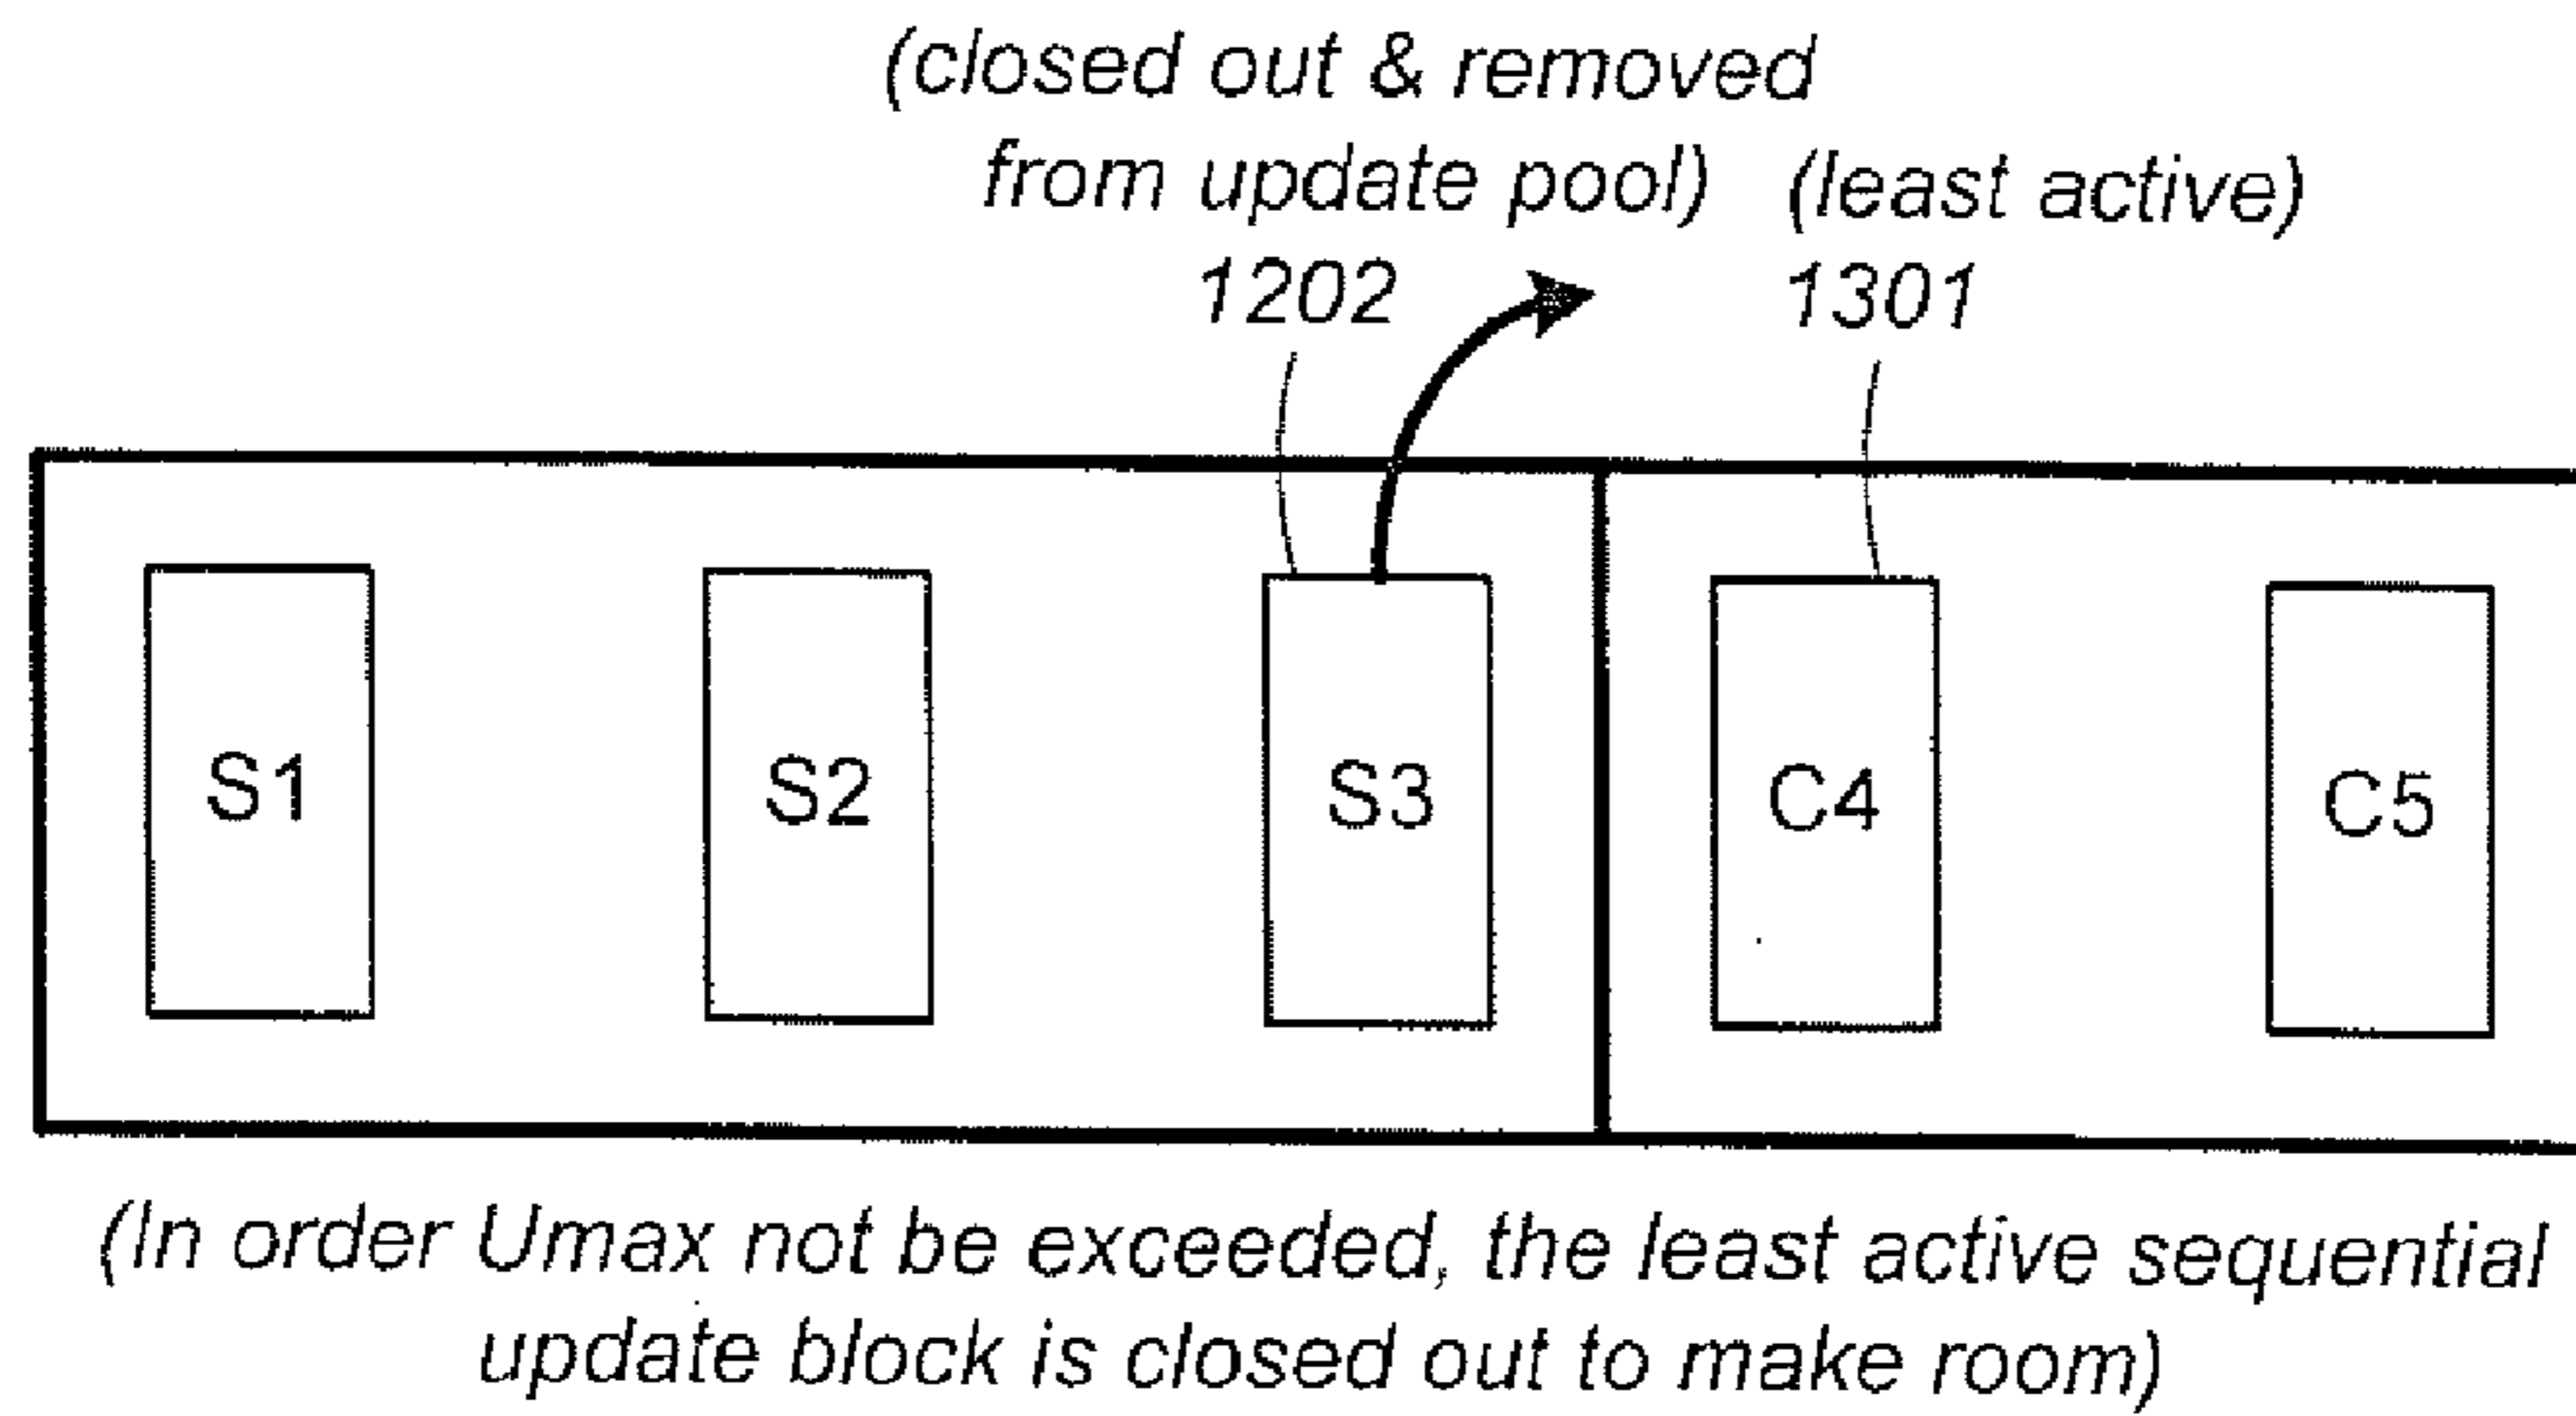 (closed out & removed
from update pool) (least active)
1202 1301
S1 S2 S3 C4 C5
(In order Umax not be exceeded, the least active sequential
update block is closed out to make room)